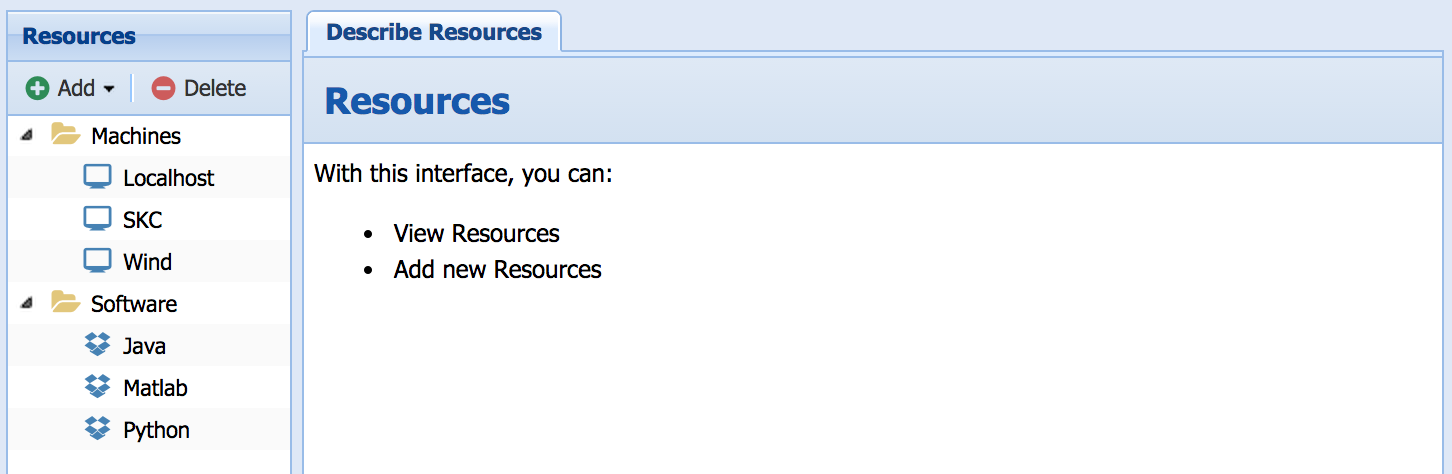 Resources
Add
Delete
Machines
Localhost
SKC
Wind
Software
Java
Matlab
Python
Describe Resources
Resources
With this interface, you can:
• View Resources
• Add new Resources